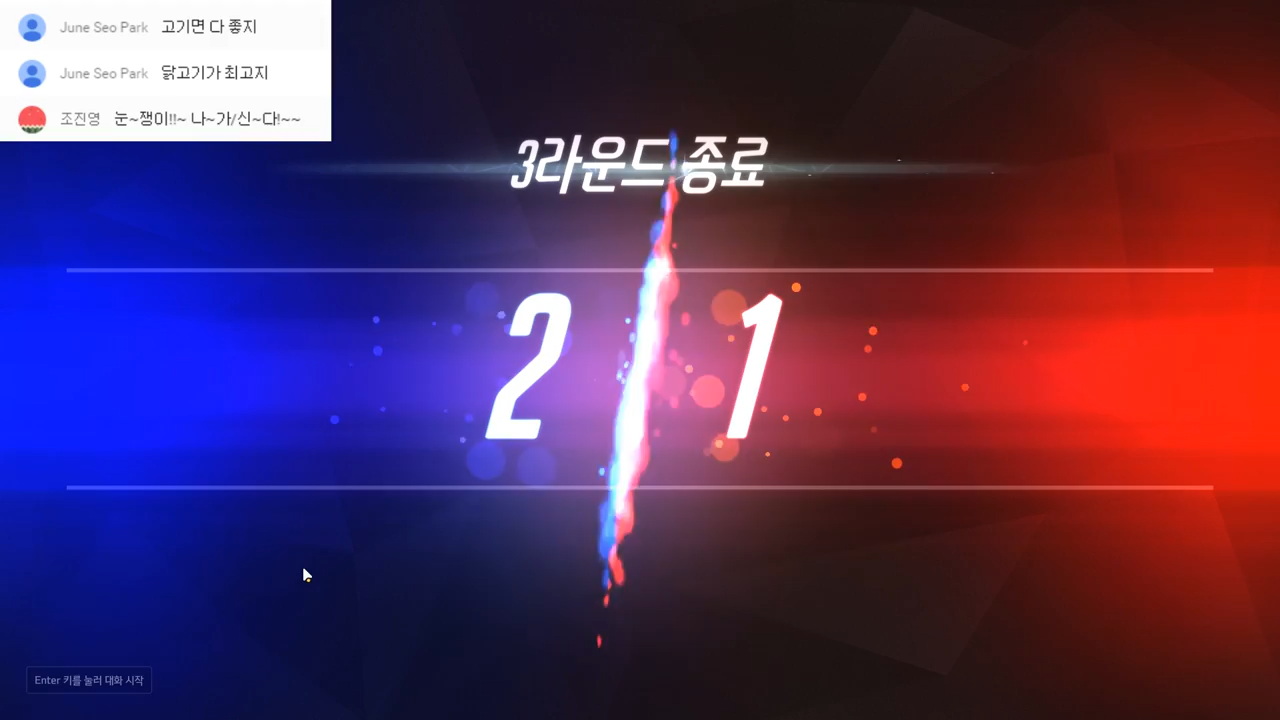 June Seo Park 고기면 다 좋지
June Seo Park 닭고기가 최고지
조진영 눈~쨍이!!~ 나~가/신~다!~~
3라운드 종료
2 1
Enter 키를 눌러 대화 시작